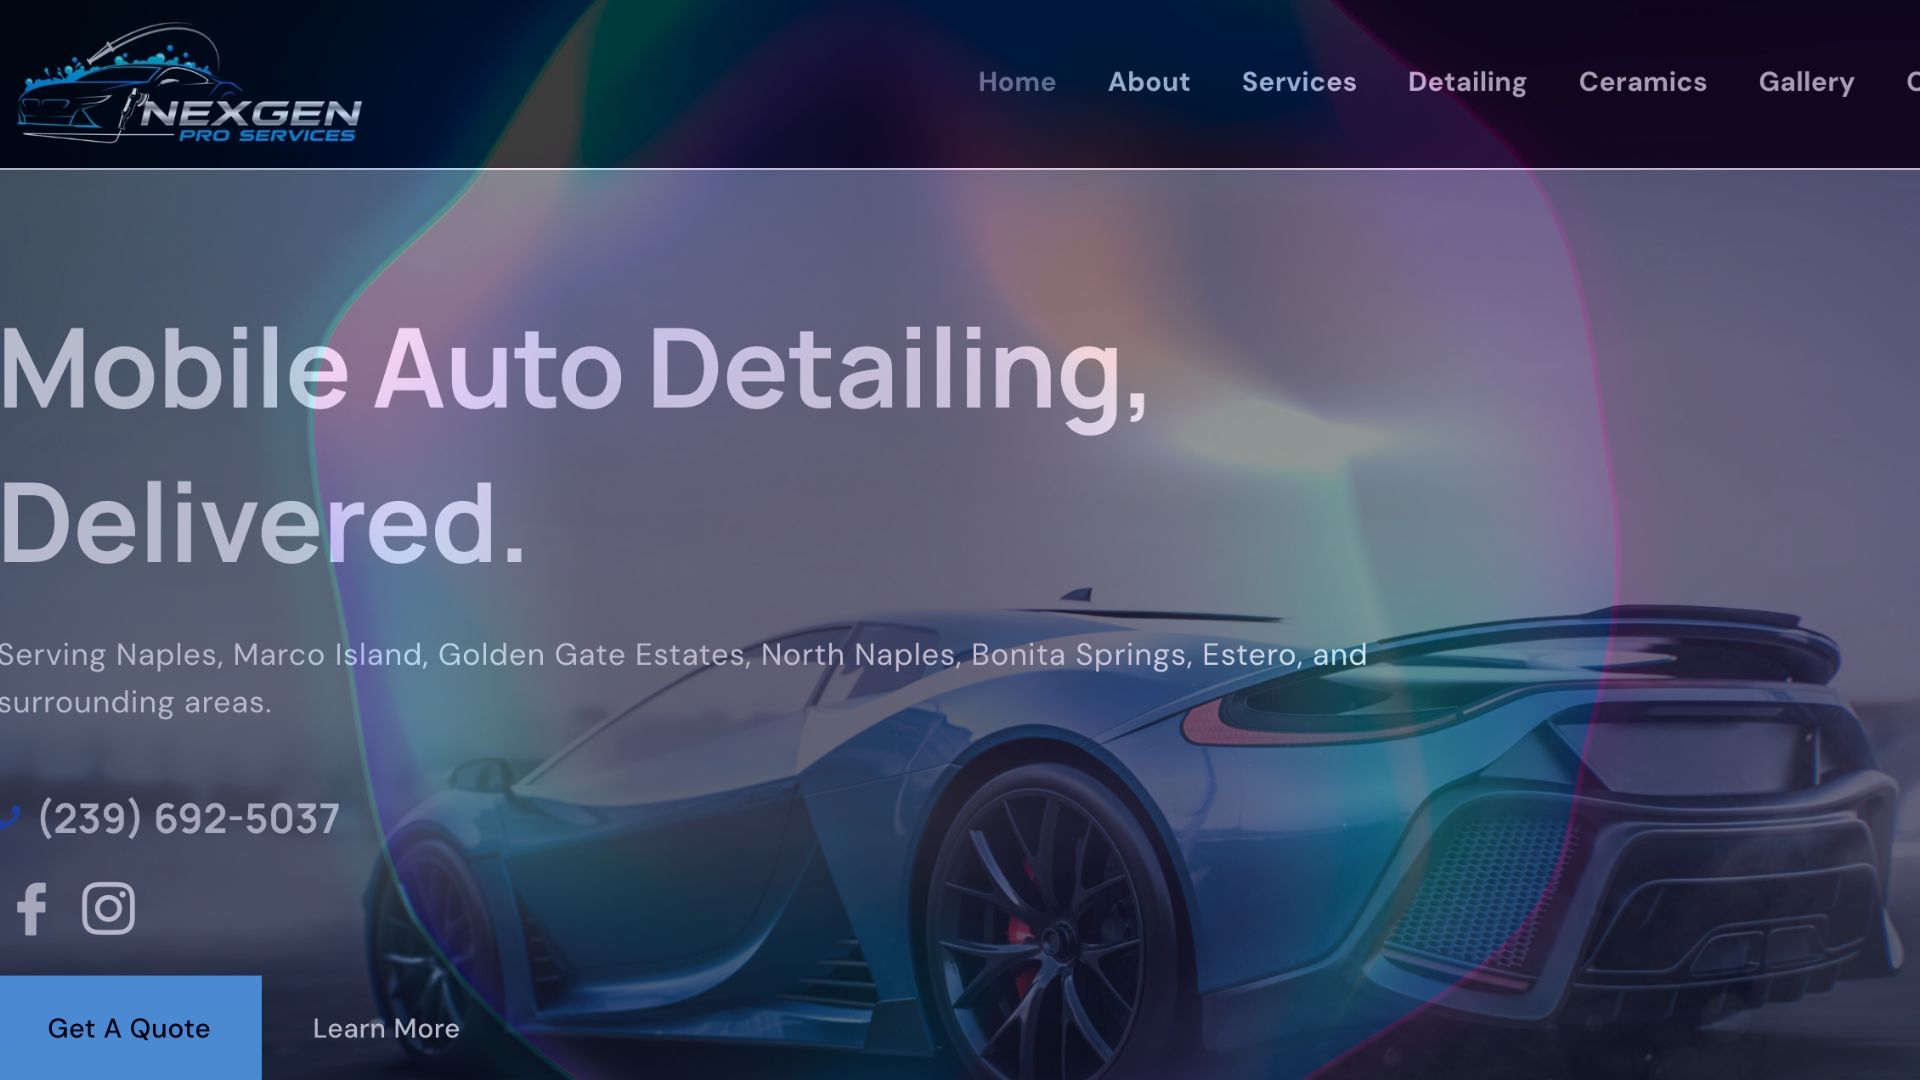 NEXGEN
PRO SERVICES
Home About Services Detailing Ceramics Gallery
Mobile Auto Detailing,
Delivered.
Serving Naples, Marco Island, Golden Gate Estates, North Naples, Bonita Springs, Estero, and
surrounding areas.
(239) 692-5037
Get A Quote Learn More